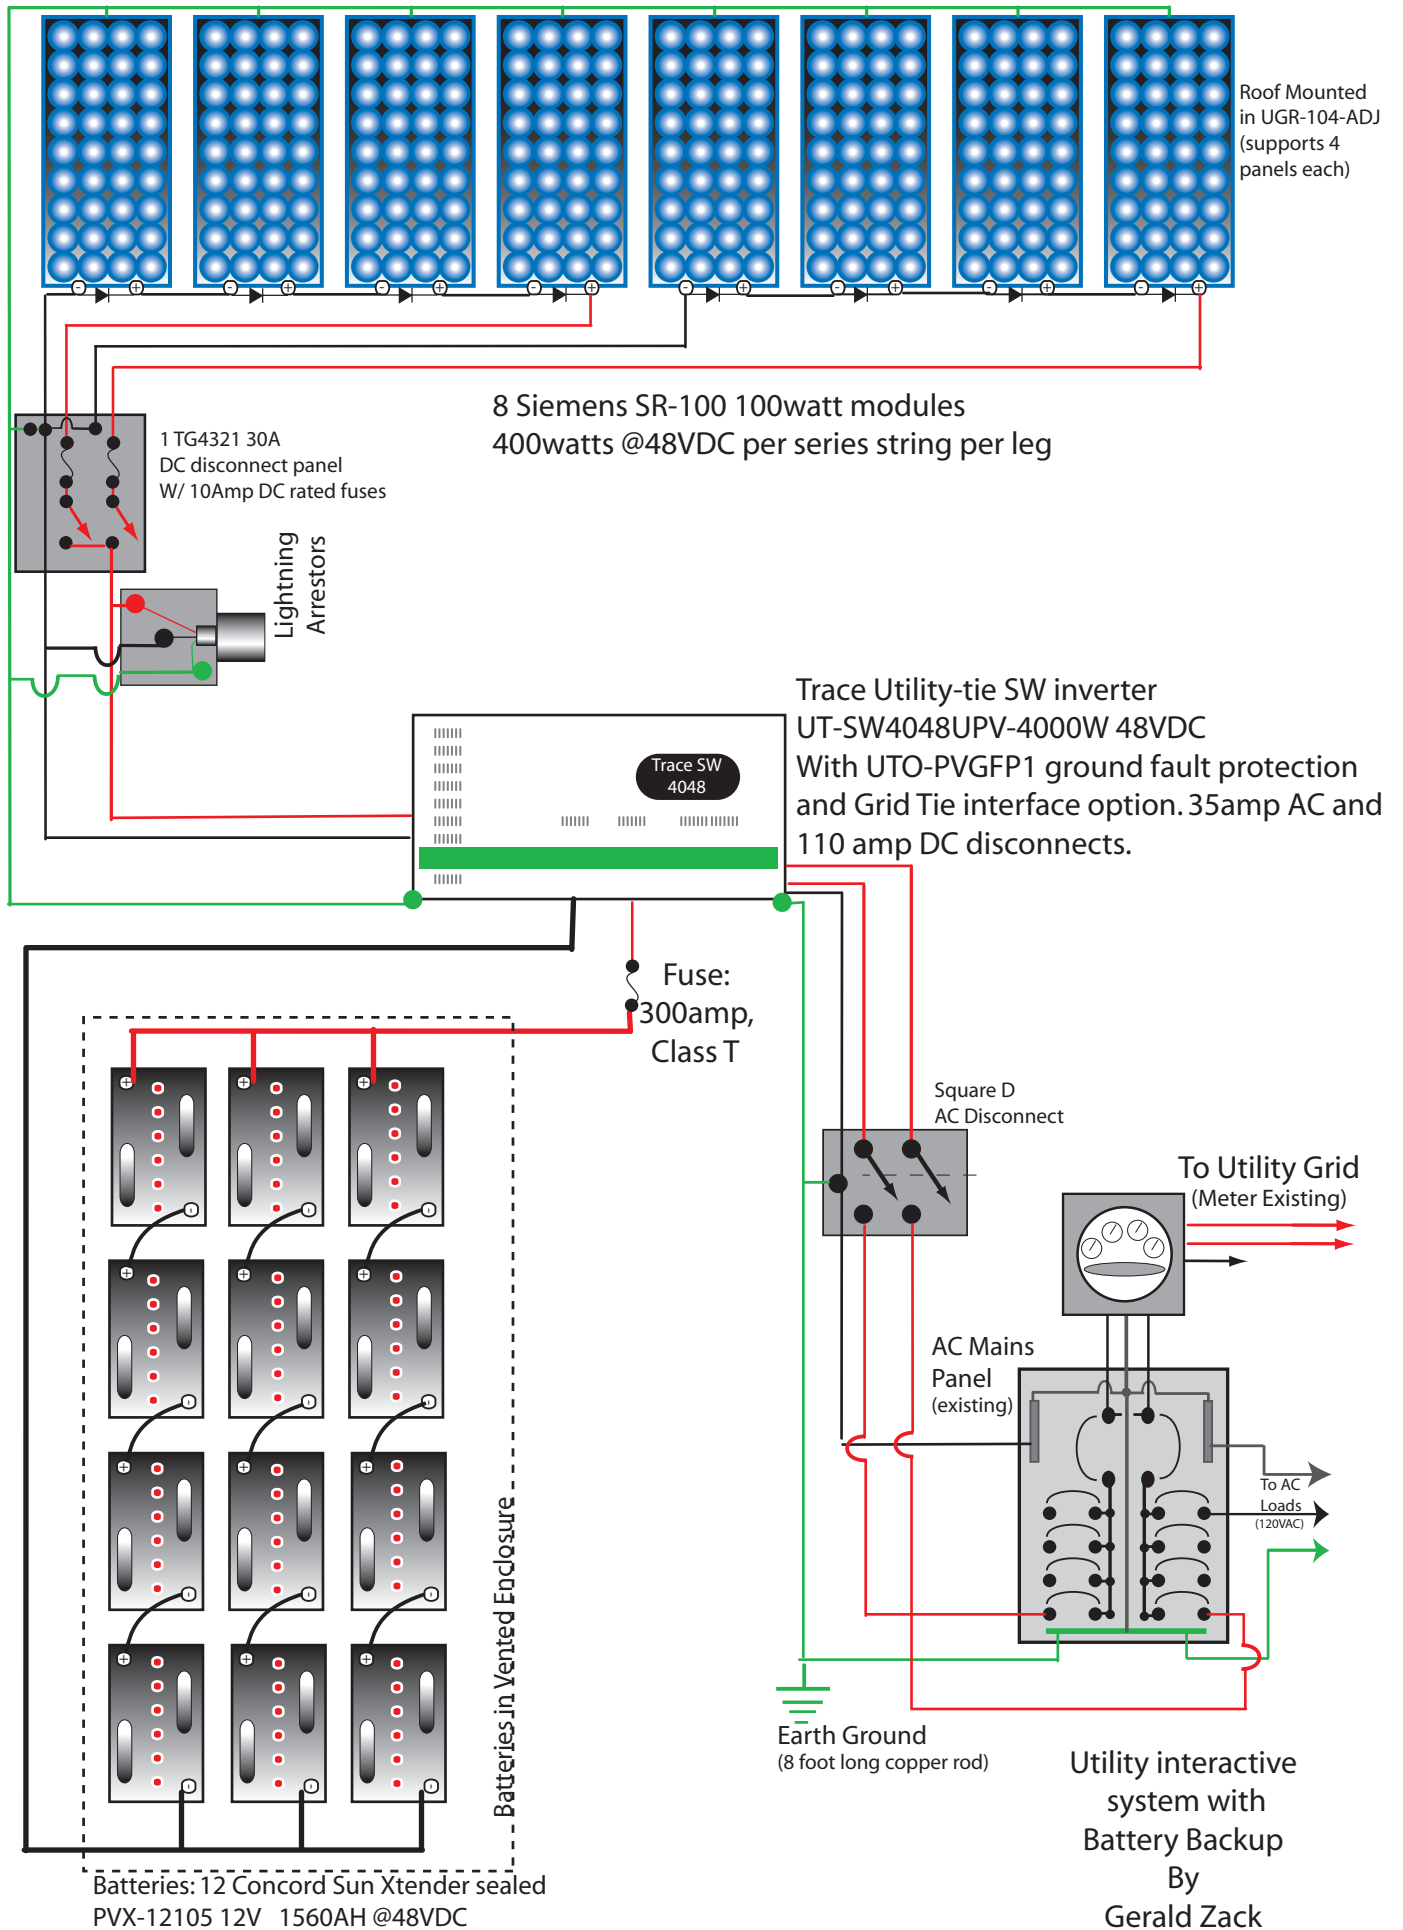 Roof Mounted
in UGR-104-ADJ
(supports 4
panels each)
8 Siemens SR-100 100watt modules
400watts @48VDC per series string per leg
1 TG4321 30A
DC disconnect panel
W/ 10Amp DC rated fuses
Lightning
Arrestors
Trace Utility-tie SW inverter
UT-SW4048UPV-4000W 48VDC
With UTO-PVGFP1 ground fault protection
and Grid Tie interface option. 35amp AC and
110 amp DC disconnects.
Trace SW
4048
Fuse:
300amp,
Class T
Square D
AC Disconnect
To Utility Grid
(Meter Existing)
AC Mains
Panel
(existing)
To AC
Loads
(120VAC)
Batteries in Vented Enclosure
Earth Ground
(8 foot long copper rod)
Utility interactive
system with
Battery Backup
By
Gerald Zack
Batteries: 12 Concord Sun Xtender sealed
PVX-12105 12V 1560AH @48VDC